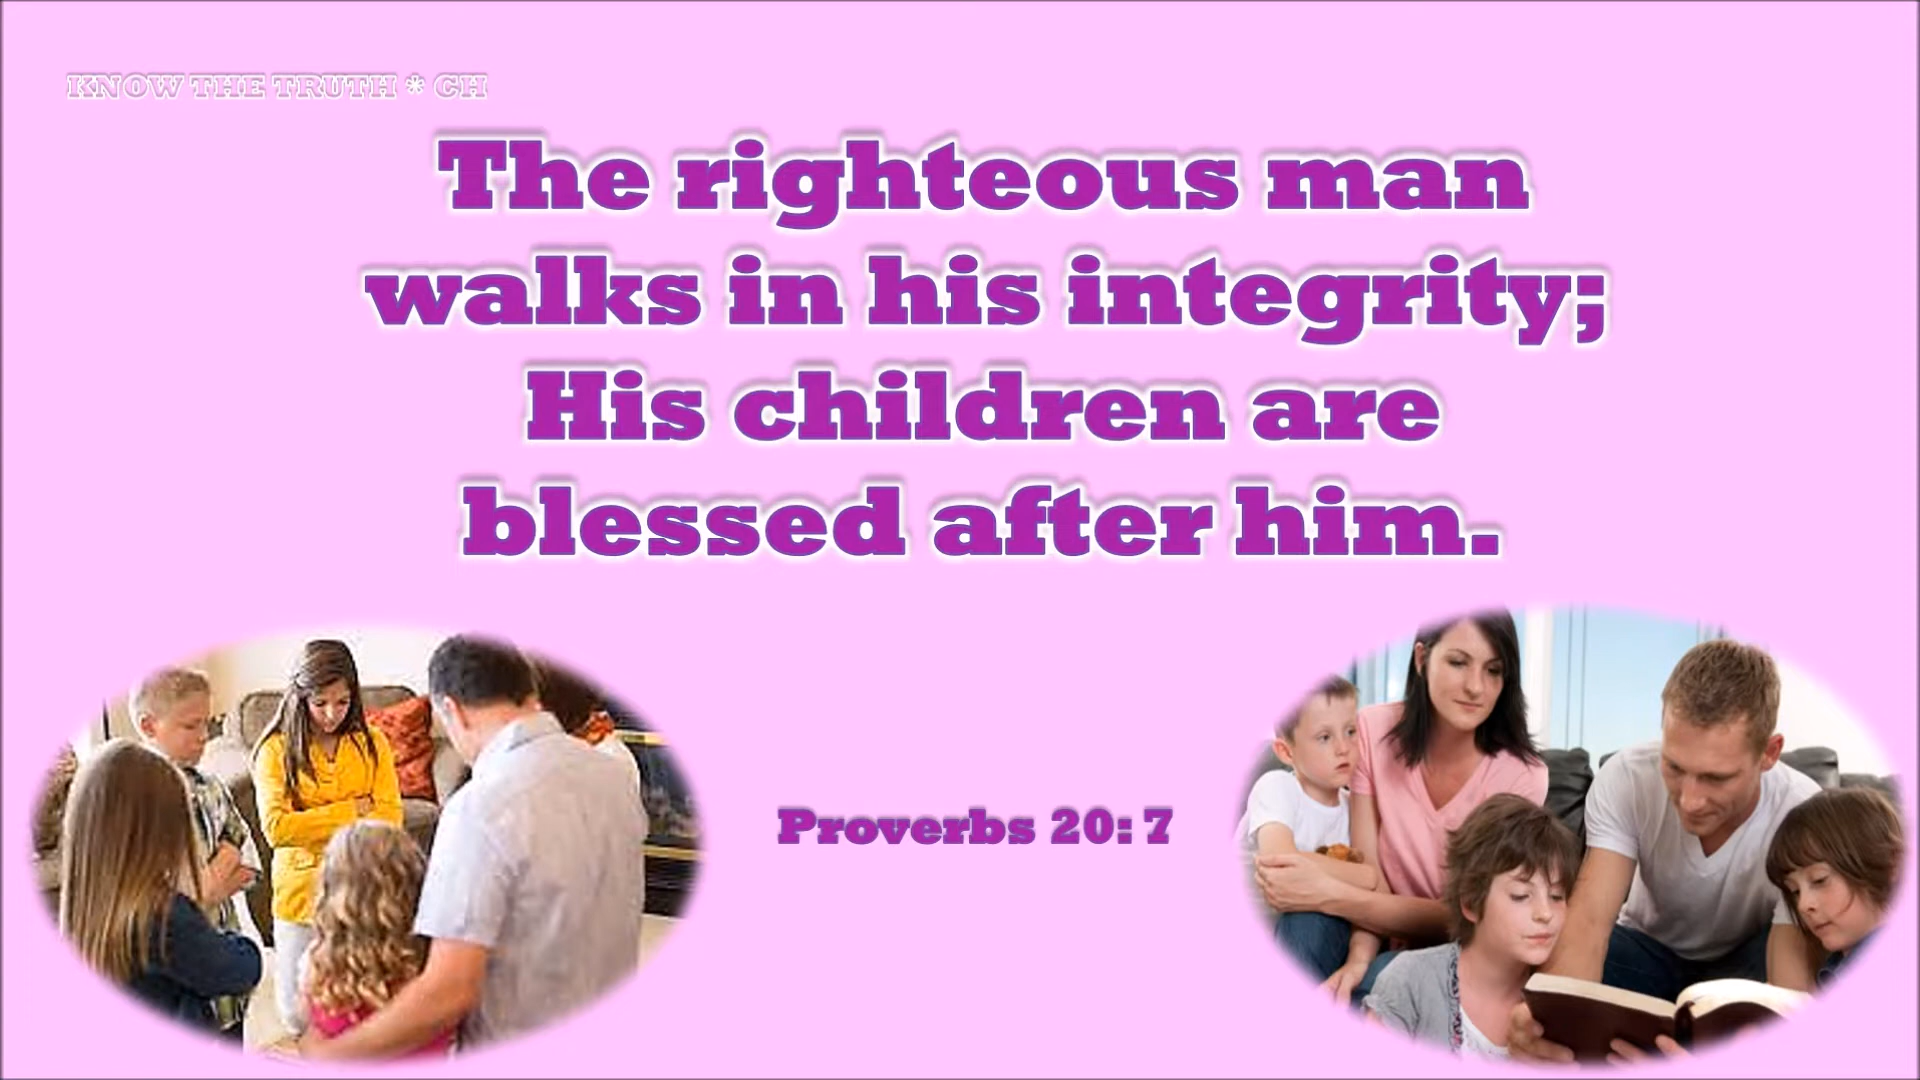 KNOW THE TRUTH * CH
The righteous man
walks in his integrity;
His children are
blessed after him.
Proverbs 20: 7